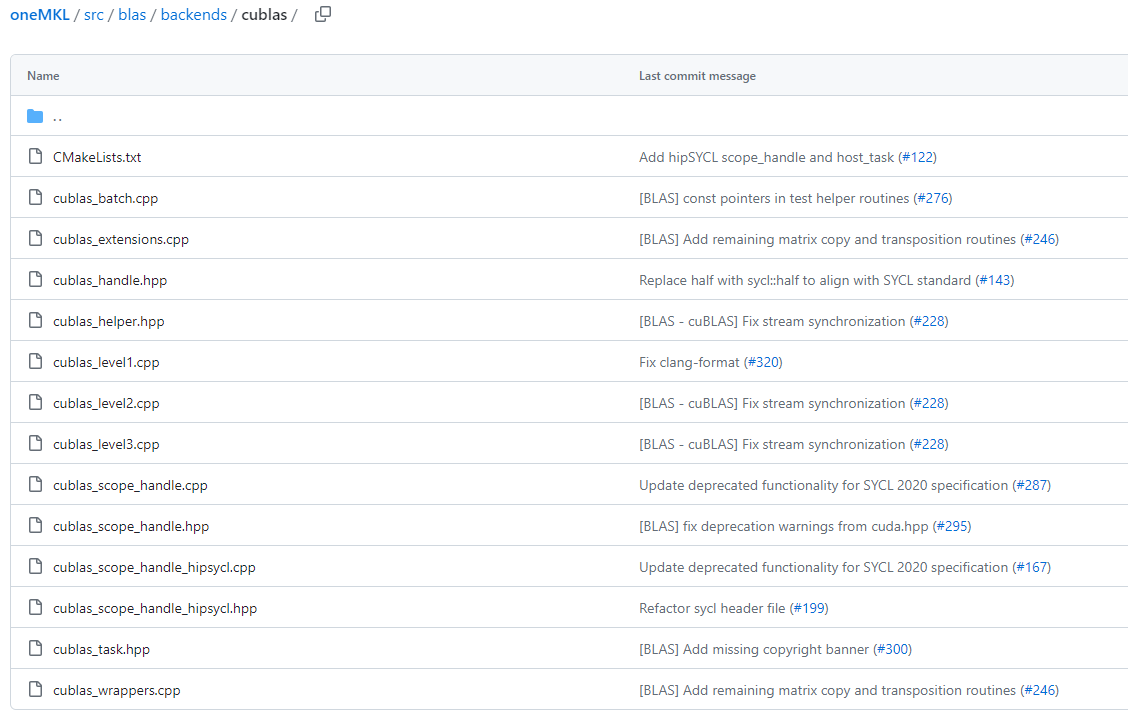 oneMKL / src / blas / backends / cublas /
Name Last commit message
..
CMakeLists.txt Add hipSYCL scope_handle and host_task (#122)
cublas_batch.cpp [BLAS] const pointers in test helper routines (#276)
cublas_extensions.cpp [BLAS] Add remaining matrix copy and transposition routines (#246)
cublas_handle.hpp Replace half with sycl::half to align with SYCL standard (#143)
cublas_helper.hpp [BLAS - cuBLAS] Fix stream synchronization (#228)
cublas_level1.cpp Fix clang-format (#320)
cublas_level2.cpp [BLAS - cuBLAS] Fix stream synchronization (#228)
cublas_level3.cpp [BLAS - cuBLAS] Fix stream synchronization (#228)
cublas_scope_handle.cpp Update deprecated functionality for SYCL 2020 specification (#287)
cublas_scope_handle.hpp [BLAS] fix deprecation warnings from cuda.hpp (#295)
cublas_scope_handle_hipsycl.cpp Update deprecated functionality for SYCL 2020 specification (#167)
cublas_scope_handle_hipsycl.hpp Refactor sycl header file (#199)
cublas_task.hpp [BLAS] Add missing copyright banner (#300)
cublas_wrappers.cpp [BLAS] Add remaining matrix copy and transposition routines (#246)